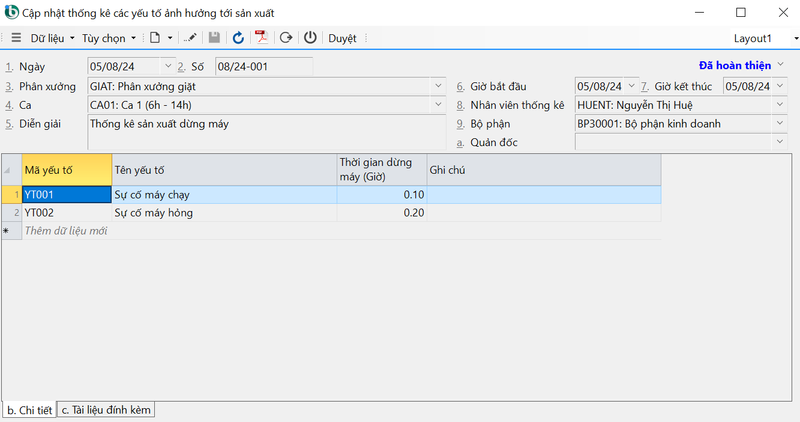 Cập nhật thống kê các yếu tố ảnh hưởng tới sản xuất
Dữ liệu Tùy chọn PDF Duyệt Layout1
1. Ngày 05/08/24 2. Số 08/24-001 Đã hoàn thiện
3. Phân xưởng GIAT: Phân xưởng giặt 6. Giờ bắt đầu 05/08/24 7. Giờ kết thúc 05/08/24
4. Ca CA01: Ca 1 (6h - 14h) 8. Nhân viên thống kê HUENT: Nguyễn Thị Huệ
5. Diễn giải Thống kê sản xuất dừng máy 9. Bộ phận BP30001: Bộ phận kinh doanh
a. Quản đốc
Mã yếu tố Tên yếu tố Thời gian dừng máy (Giờ) Ghi chú
1 YT001 Sự cố máy chạy 0.10
2 YT002 Sự cố máy hỏng 0.20
* Thêm dữ liệu mới
b. Chi tiết c. Tài liệu đính kèm